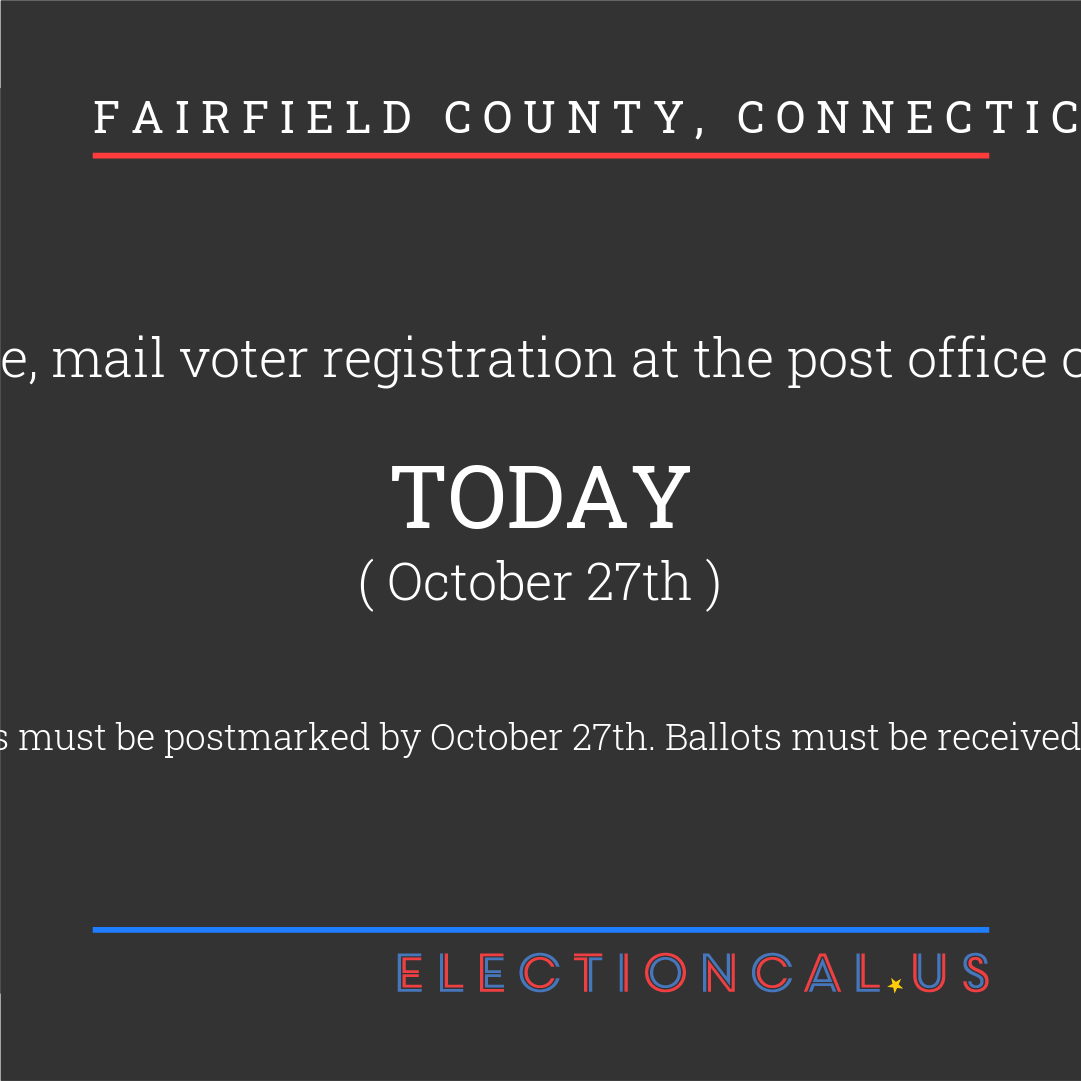 FAIRFIELD COUNTY, CONNECTIC
e, mail voter registration at the post office
TODAY
( October 27th )
s must be postmarked by October 27th. Ballots must be received
ELECTIONCAL.US